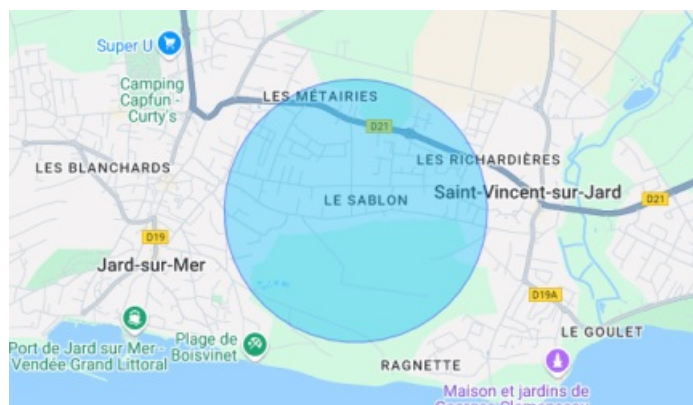 Super U
Camping
Capfun -
Curty's
LES MÉTAIRIES
D21
LES BLANCHARDS
LES RICHARDIÈRES
LE SABLON
Saint-Vincent-sur-Jard
D21
D19
Jard-sur-Mer
D19A
Port de Jard sur Mer -
Vendée Grand Littoral
Plage de
Boisvinet
LE GOULET
RAGNETTE
Maison et jardins de
Georges Clemenceau